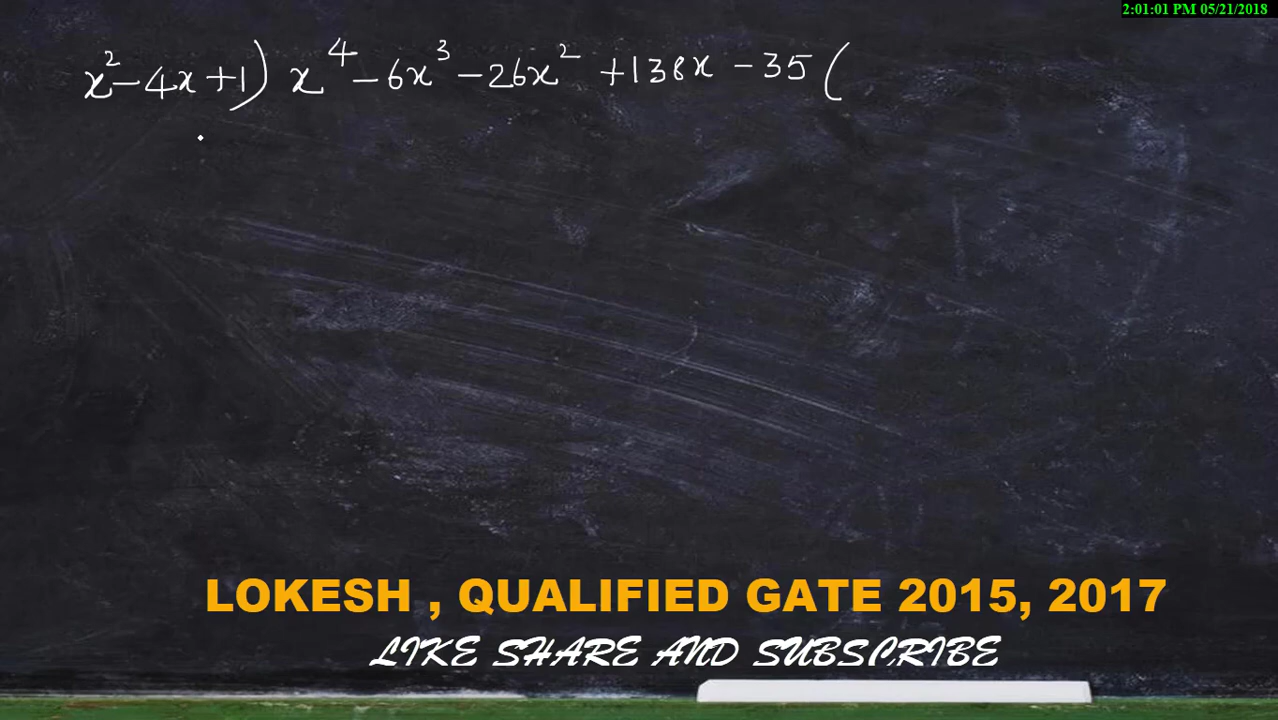 2:01:01 PM 05/21/2018
x² - 4x + 1) x⁴ - 6x³ - 26x² + 138x - 35 (
LOKESH , QUALIFIED GATE 2015, 2017
LIKE SHARE AND SUBSCRIBE